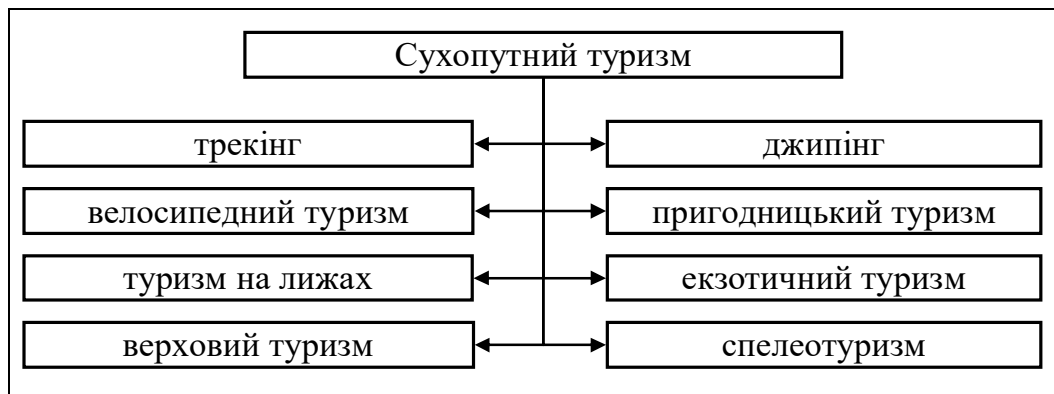 Сухопутний туризм
трекінг
джипінг
велосипедний туризм
пригодницький туризм
туризм на лижах
екзотичний туризм
верховий туризм
спелеотуризм